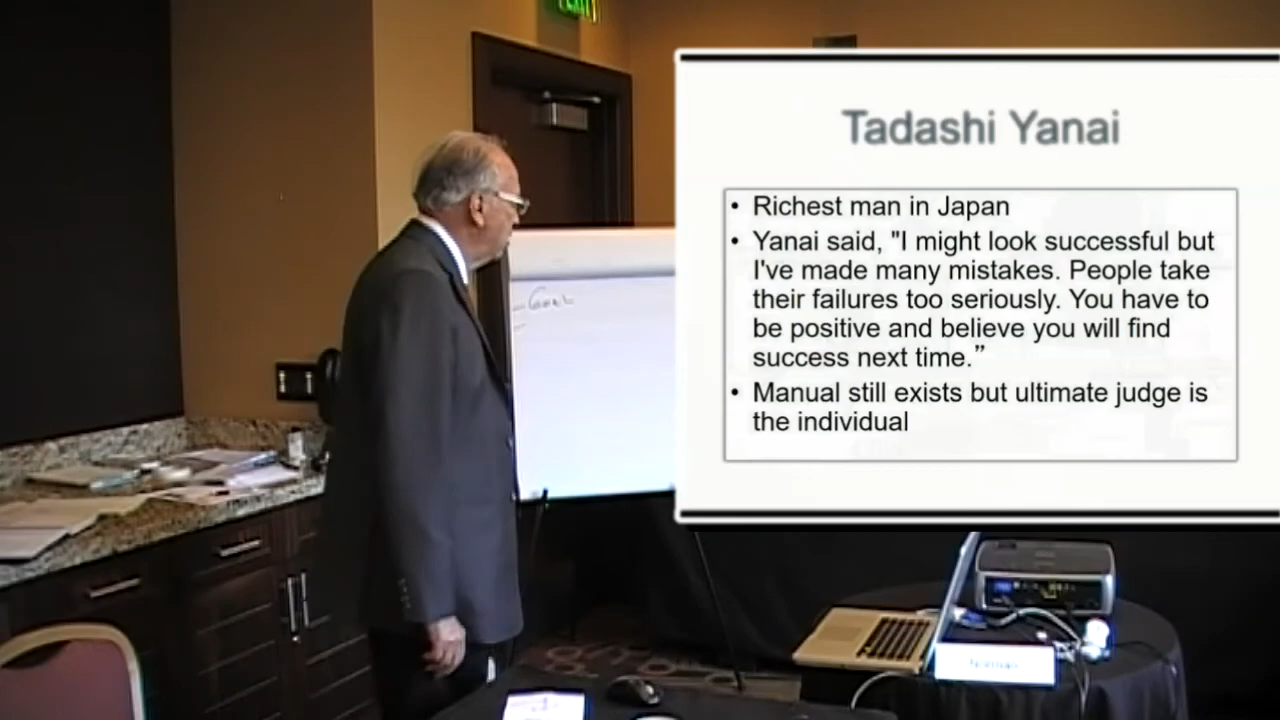 EXIT
Tadashi Yanai
• Richest man in Japan
• Yanai said, "I might look successful but
I've made many mistakes. People take
their failures too seriously. You have to
be positive and believe you will find
success next time.”
• Manual still exists but ultimate judge is
the individual